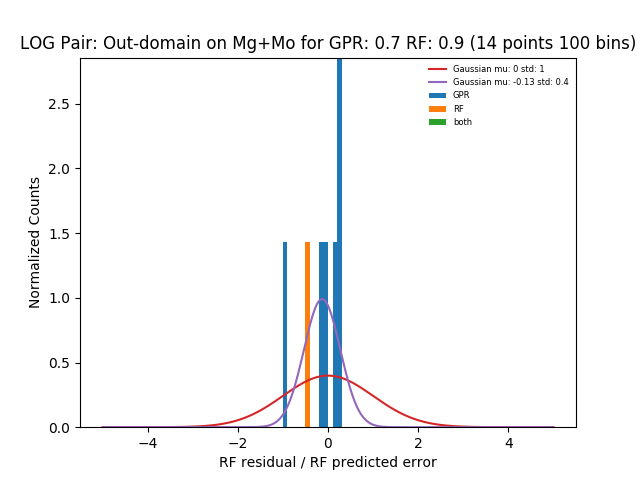 LOG Pair: Out-domain on Mg+Mo for GPR: 0.7 RF: 0.9 (14 points 100 bins)
Gaussian mu: 0 std: 1
Gaussian mu: -0.13 std: 0.4
GPR
RF
both
Normalized Counts
2.5
2.0
1.5
1.0
0.5
0.0
−4 −2 0 2 4
RF residual / RF predicted error